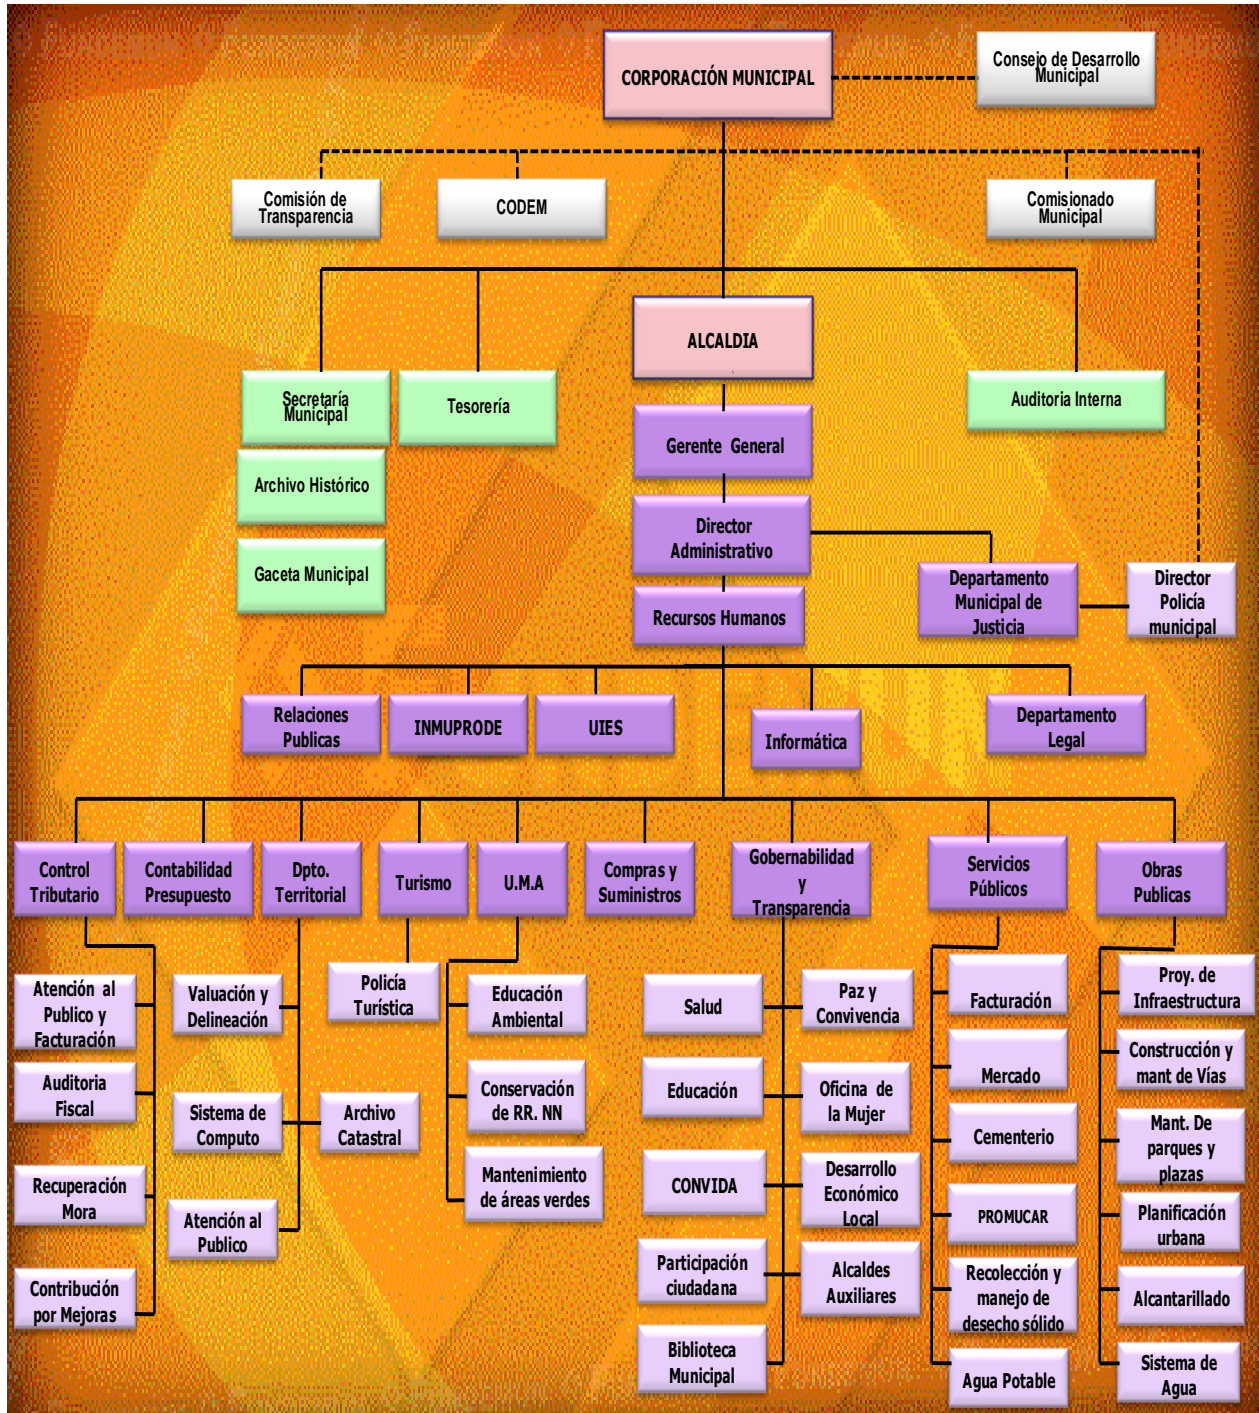 CORPORACIÓN MUNICIPAL
Consejo de Desarrollo
Municipal
Comisión de
Transparencia
CODEM
Comisionado
Municipal
ALCALDIA
Secretaría
Municipal
Tesorería
Auditoria Interna
Gerente General
Archivo Histórico
Director
Administrativo
Gaceta Municipal
Departamento
Municipal de
Justicia
Director
Policía
municipal
Recursos Humanos
Relaciones
Publicas
INMUPRODE
UIES
Informática
Departamento
Legal
Control
Tributario
Contabilidad
Presupuesto
Dpto.
Territorial
Turismo
U.M.A
Compras y
Suministros
Gobernabilidad
y
Transparencia
Servicios
Públicos
Obras
Publicas
Atención al
Publico y
Facturación
Auditoria
Fiscal
Recuperación
Mora
Contribución
por Mejoras
Valuación y
Delineación
Sistema de
Computo
Archivo
Catastral
Atención al
Publico
Policía
Turística
Educación
Ambiental
Conservación
de RR. NN
Mantenimiento
de áreas verdes
Salud
Paz y
Convivencia
Educación
Oficina de
la Mujer
CONVIDA
Desarrollo
Económico
Local
Participación
ciudadana
Alcaldes
Auxiliares
Biblioteca
Municipal
Facturación
Mercado
Cementerio
PROMUCAR
Recolección y
manejo de
desecho sólido
Agua Potable
Proy. de
Infraestructura
Construcción y
mant de Vías
Mant. De
parques y
plazas
Planificación
urbana
Alcantarillado
Sistema de
Agua